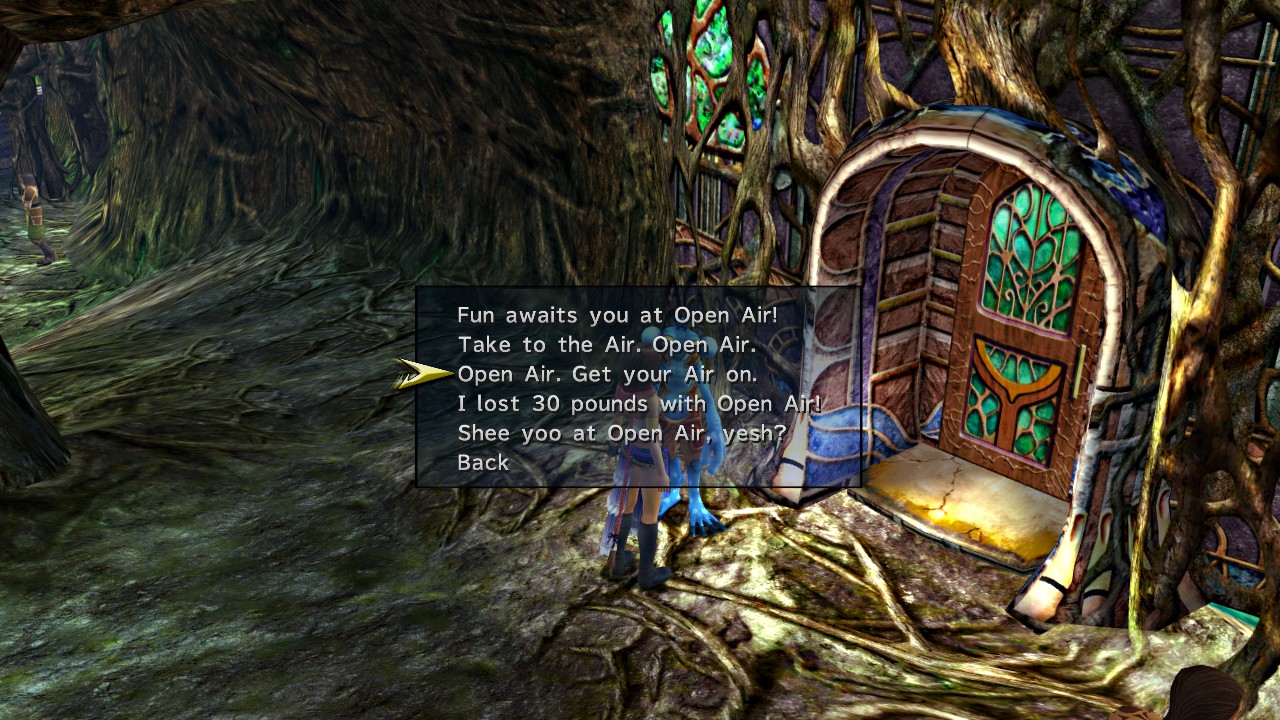 Fun awaits you at Open Air!
Take to the Air. Open Air.
Open Air. Get your Air on.
I lost 30 pounds with Open Air!
Shee yoo at Open Air, yesh?
Back